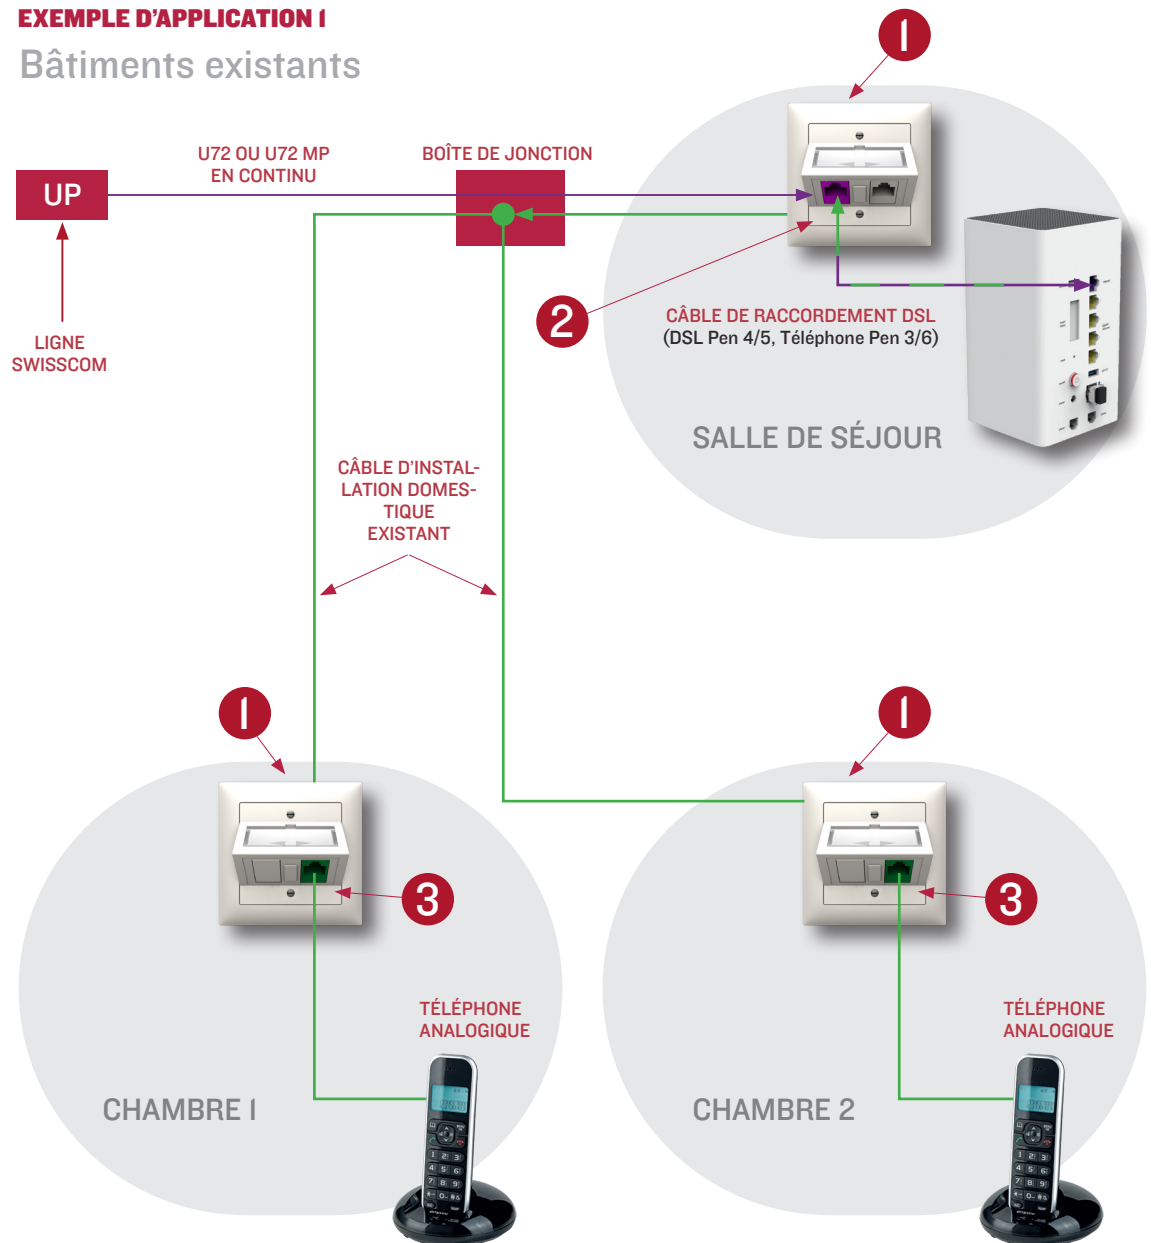 EXEMPLE D'APPLICATION 1
Bâtiments existants
1
U72 OU U72 MP
EN CONTINU
BOÎTE DE JONCTION
UP
LIGNE
SWISSCOM
2
CÂBLE DE RACCORDEMENT DSL
(DSL Pen 4/5, Téléphone Pen 3/6)
SALLE DE SÉJOUR
CÂBLE D'INSTAL-
LATION DOMES-
TIQUE
EXISTANT
1
1
3
3
TÉLÉPHONE
ANALOGIQUE
CHAMBRE 1
TÉLÉPHONE
ANALOGIQUE
CHAMBRE 2